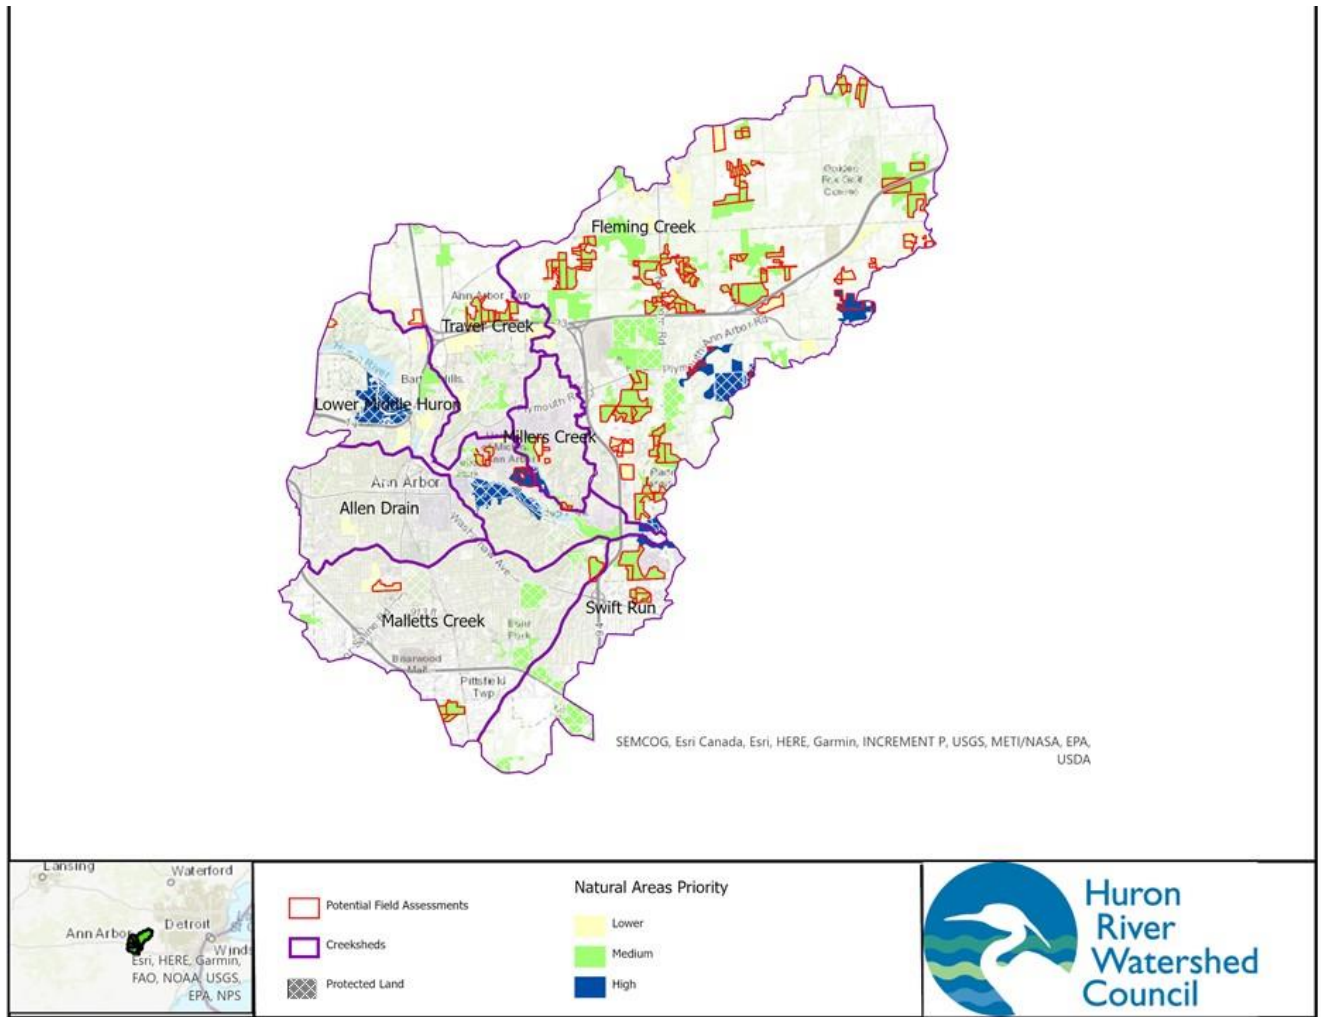 Fleming Creek
Ann Arbor Twp
Traver Creek
Plymouth Ann Arbor Rd
Lower Middle Huron
Millers Creek
Ann Arbor
Allen Drain
Washtenaw Ave
Swift Run
Malletts Creek
Briarwood
Mall
Pittsfield
Twp
SEMCOG, Esri Canada, Esri, HERE, Garmin, INCREMENT P, USGS, METI/NASA, EPA,
USDA
Lansing
Waterford
Detroit
Ann Arbor
Esri, HERE, Garmin,
FAO, NOAA, USGS,
EPA, NPS
Potential Field Assessments
Creeksheds
Protected Land
Natural Areas Priority
Lower
Medium
High
Huron
River
Watershed
Council